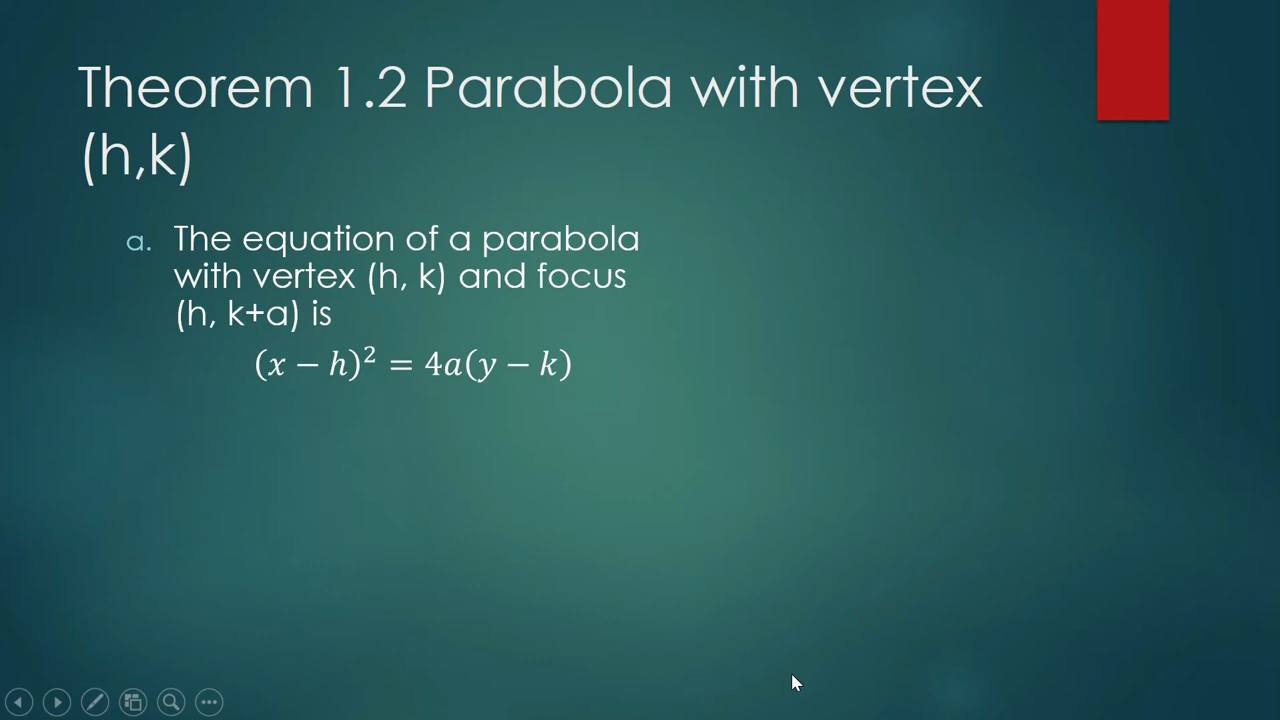 Theorem 1.2 Parabola with vertex
(h,k)
a. The equation of a parabola
with vertex (h, k) and focus
(h, k+a) is
(x − h)² = 4a(y − k)